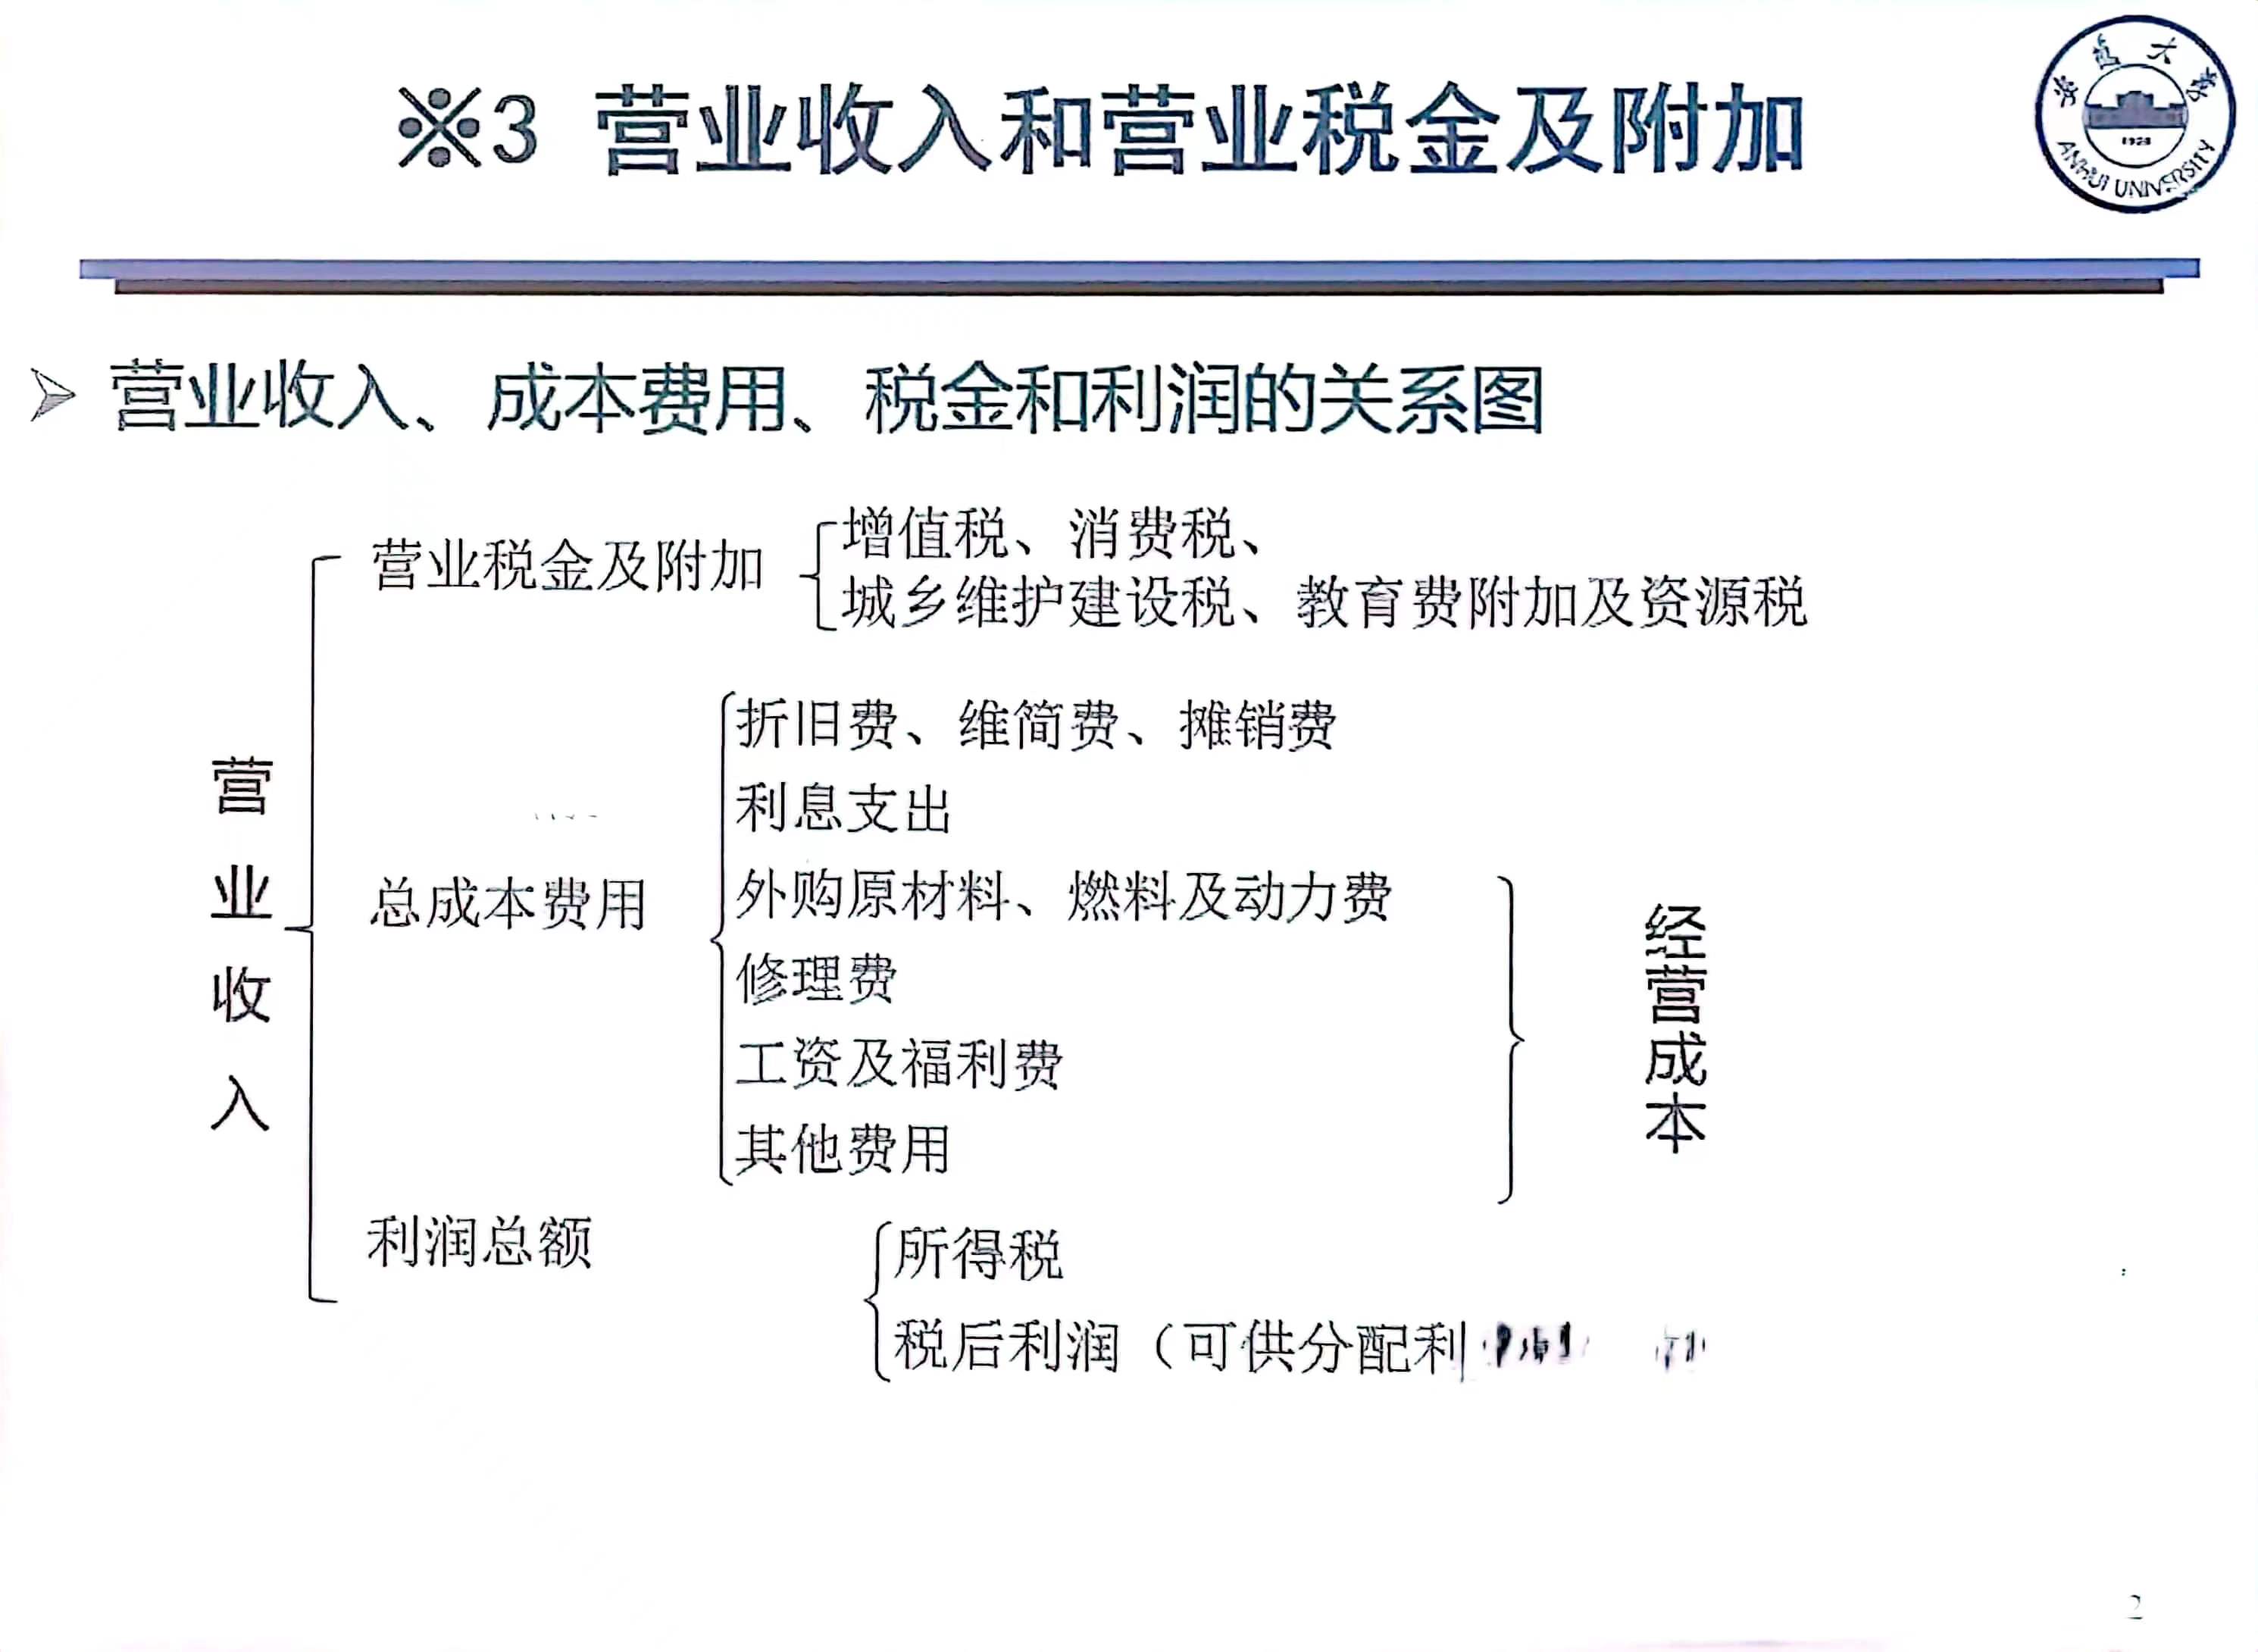 ※3 营业收入和营业税金及附加
ANHUI UNIVERSITY
1928
营业收入、成本费用、税金和利润的关系图
营业收入
营业税金及附加
增值税、消费税、
城乡维护建设税、教育费附加及资源税
总成本费用
折旧费、维简费、摊销费
利息支出
外购原材料、燃料及动力费
修理费
工资及福利费
其他费用
经营成本
利润总额
所得税
税后利润（可供分配利
2